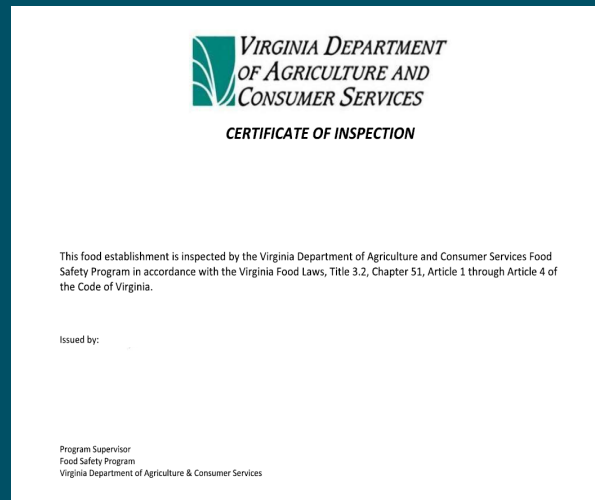 VIRGINIA DEPARTMENT
OF AGRICULTURE AND
CONSUMER SERVICES
CERTIFICATE OF INSPECTION
This food establishment is inspected by the Virginia Department of Agriculture and Consumer Services Food
Safety Program in accordance with the Virginia Food Laws, Title 3.2, Chapter 51, Article 1 through Article 4 of
the Code of Virginia.
Issued by:
Program Supervisor
Food Safety Program
Virginia Department of Agriculture & Consumer Services